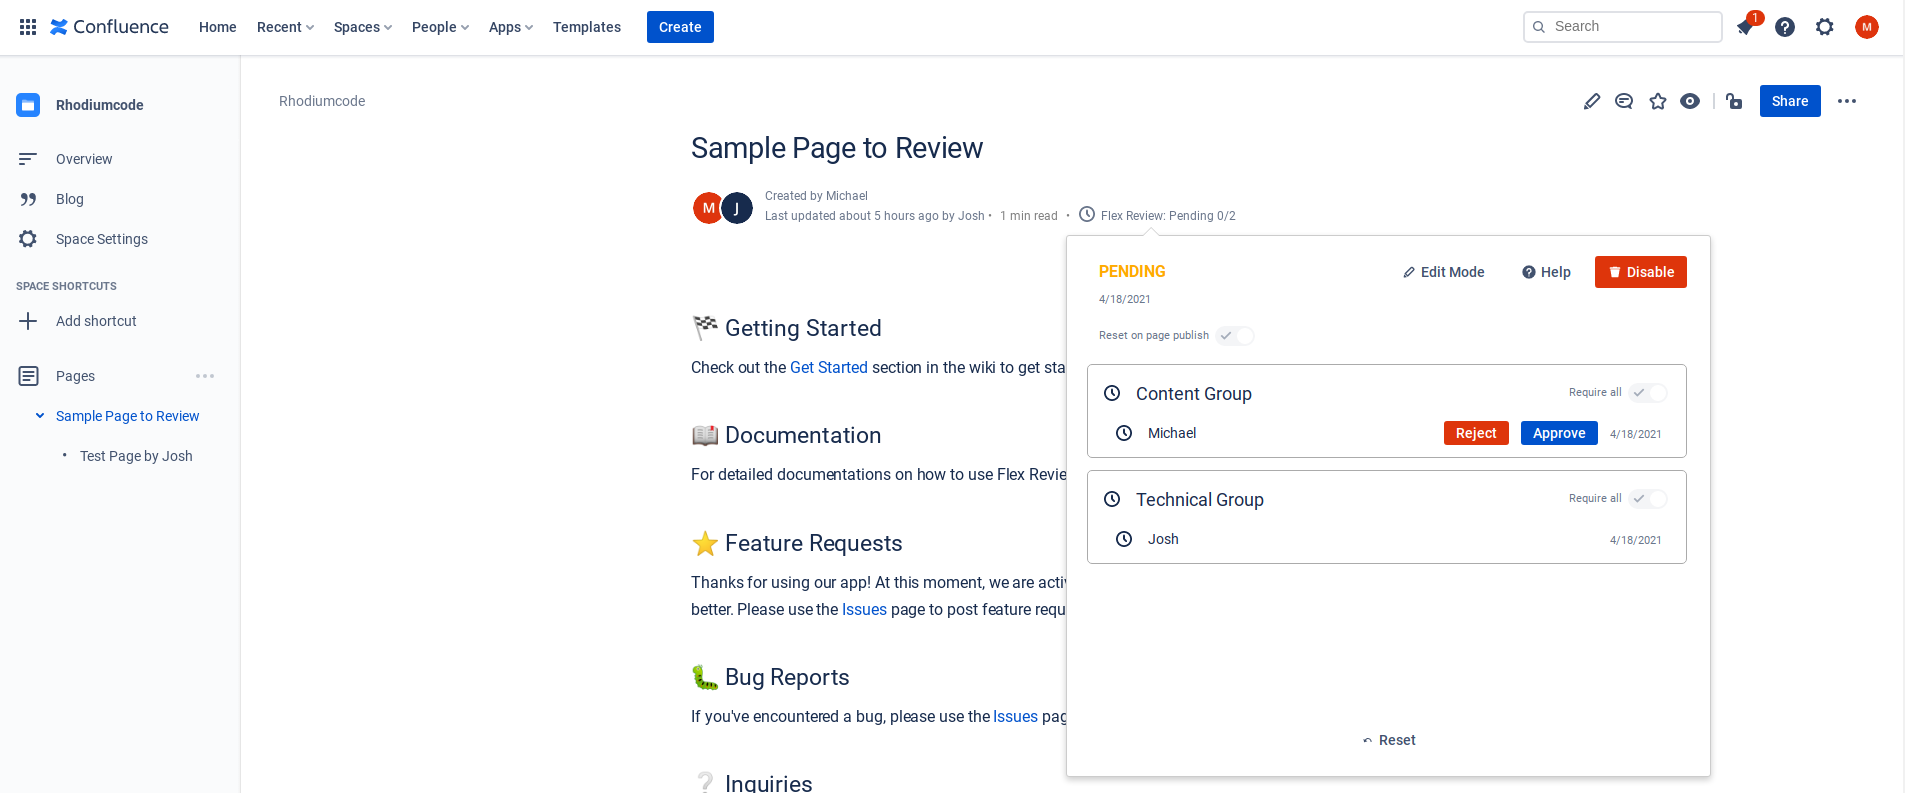 Confluence Home Recent Spaces People Apps Templates Create Search 1 M
Rhodiumcode
Overview
Blog
Space Settings
SPACE SHORTCUTS
Add shortcut
Pages
Sample Page to Review
• Test Page by Josh
Rhodiumcode
Share
Sample Page to Review
M J
Created by Michael
Last updated about 5 hours ago by Josh • 1 min read • Flex Review: Pending 0/2
Getting Started
Check out the Get Started section in the wiki to get sta
Documentation
For detailed documentations on how to use Flex Revie
Feature Requests
Thanks for using our app! At this moment, we are activ
better. Please use the Issues page to post feature requ
Bug Reports
If you've encountered a bug, please use the Issues pag
Inquiries
PENDING Edit Mode Help Disable
4/18/2021
Reset on page publish
Content Group Require all
Michael Reject Approve 4/18/2021
Technical Group Require all
Josh 4/18/2021
Reset